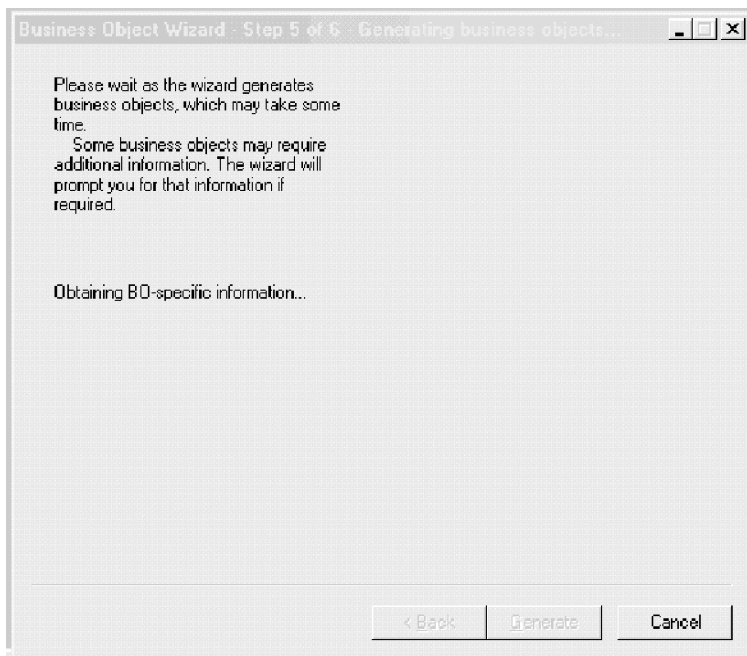 Business Object Wizard - Step 5 of 6 - Generating business objects...
Please wait as the wizard generates
business objects, which may take some
time.
Some business objects may require
additional information. The wizard will
prompt you for that information if
required.
Obtaining BO-specific information...
< Back
Generate
Cancel